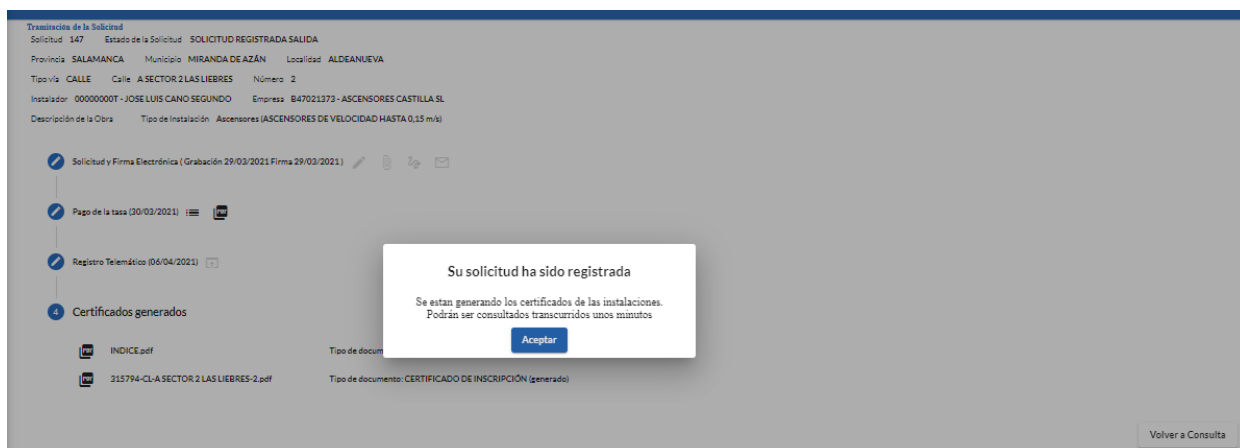 Tramitación de la Solicitud
Solicitud 147 Estado de la Solicitud SOLICITUD REGISTRADA SALIDA
Provincia SALAMANCA Municipio MIRANDA DE AZÁN Localidad ALDEANUEVA
Tipo vía CALLE Calle A SECTOR 2 LAS LIEBRES Número 2
Instalador 00000000T - JOSE LUIS CANO SEGUNDO Empresa B47021373 - ASCENSORES CASTILLA SL
Descripción de la Obra Tipo de Instalación Ascensores (ASCENSORES DE VELOCIDAD HASTA 0,15 m/s)
Solicitud y Firma Electrónica ( Grabación 29/03/2021 Firma 29/03/2021 )
Pago de la tasa (30/03/2021) PDF
Registro Telemático (06/04/2021)
Su solicitud ha sido registrada
Se estan generando los certificados de las instalaciones.
Podrán ser consultados transcurridos unos minutos
Aceptar
4 Certificados generados
PDF INDICE.pdf Tipo de docum
PDF 315794-CL-A SECTOR 2 LAS LIEBRES-2.pdf Tipo de documento: CERTIFICADO DE INSCRIPCIÓN (generado)
Volver a Consulta